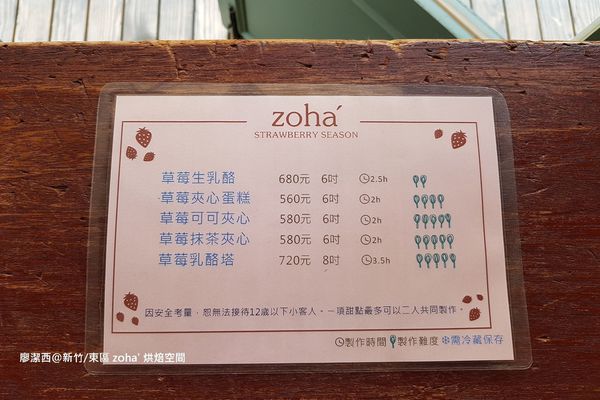 zoha´
STRAWBERRY SEASON
草莓生乳酪 680元 6吋 2.5h
草莓夾心蛋糕 560元 6吋 2h
草莓可可夾心 580元 6吋 2h
草莓抹茶夾心 580元 6吋 2h
草莓乳酪塔 720元 8吋 3.5h
因安全考量，恕無法接待12歲以下小客人。一項甜點最多可以二人共同製作。
製作時間 製作難度 ❄需冷藏保存
廖潔西@新竹/東區 zoha' 烘焙空間